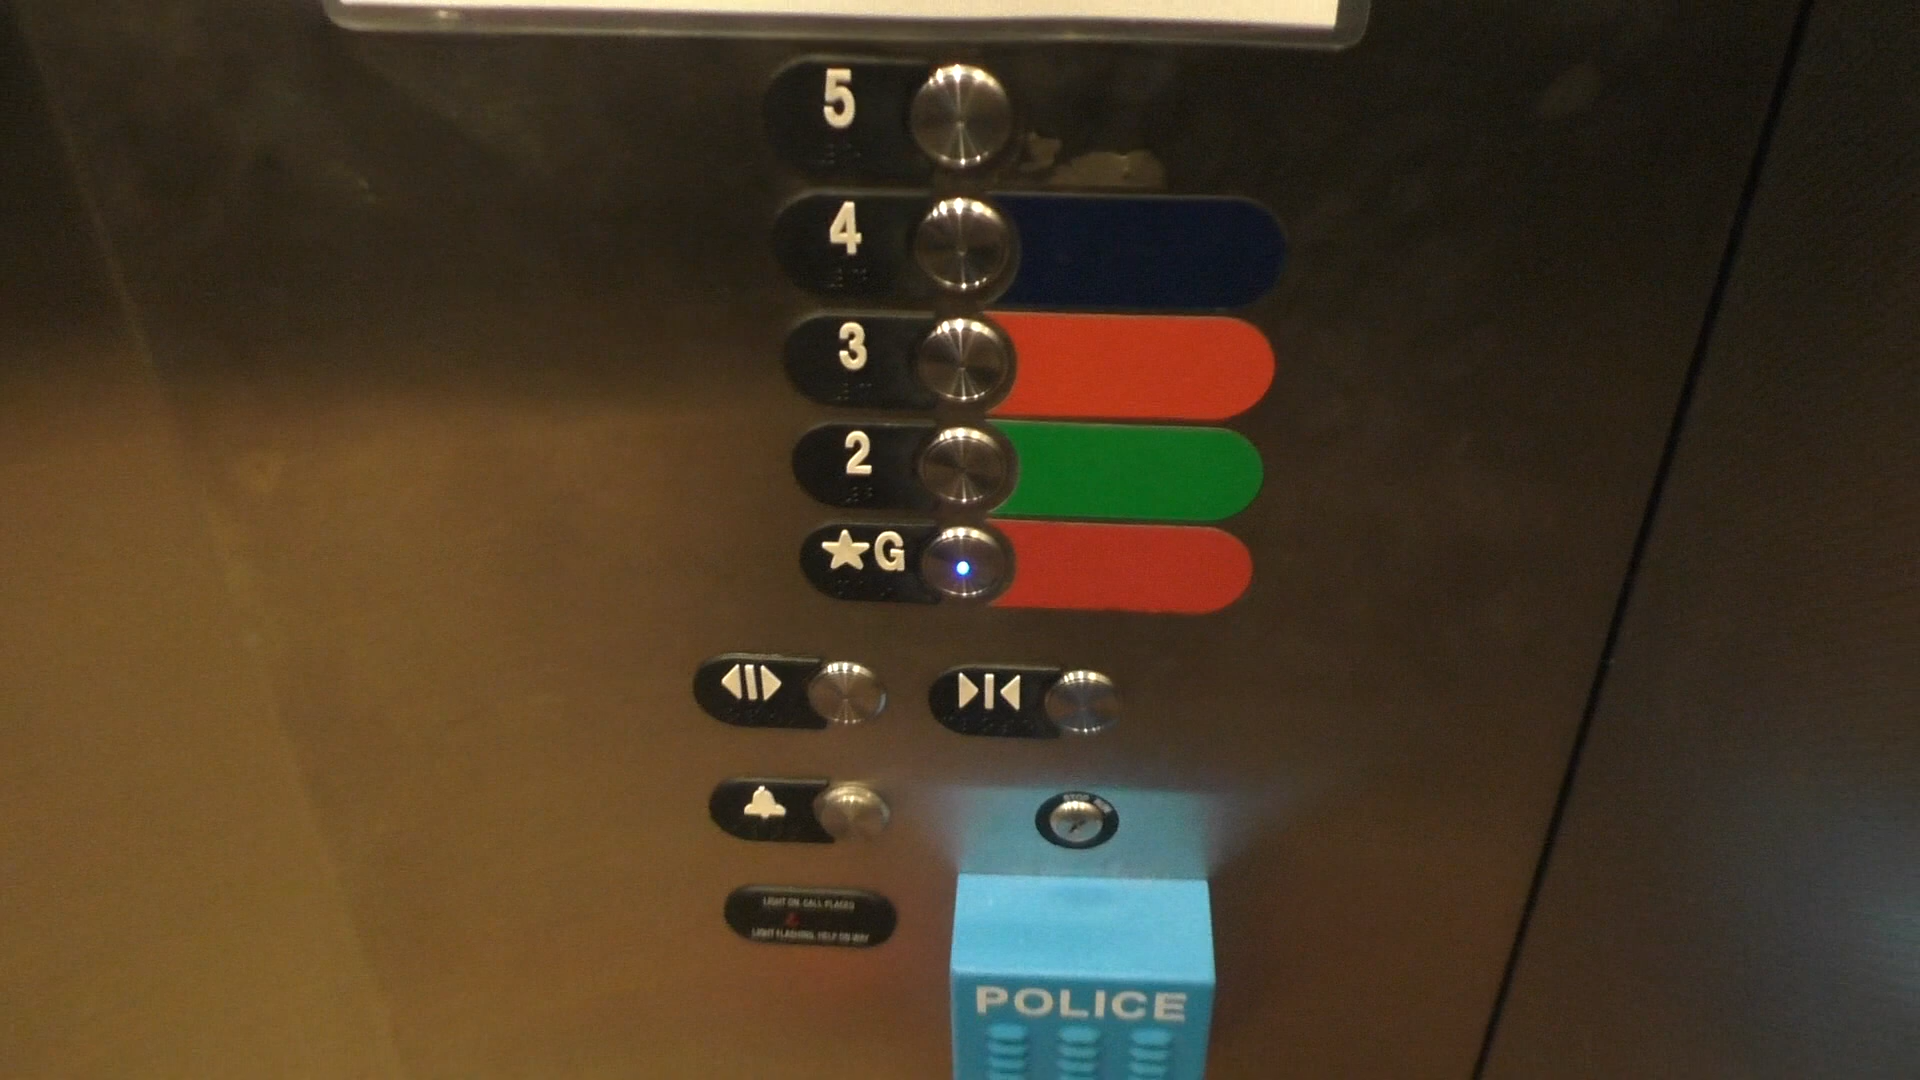 5
4
3
2
★G
STOP RUN
LIGHT ON, CALL PLACED
LIGHT FLASHING, HELP ON WAY
POLICE